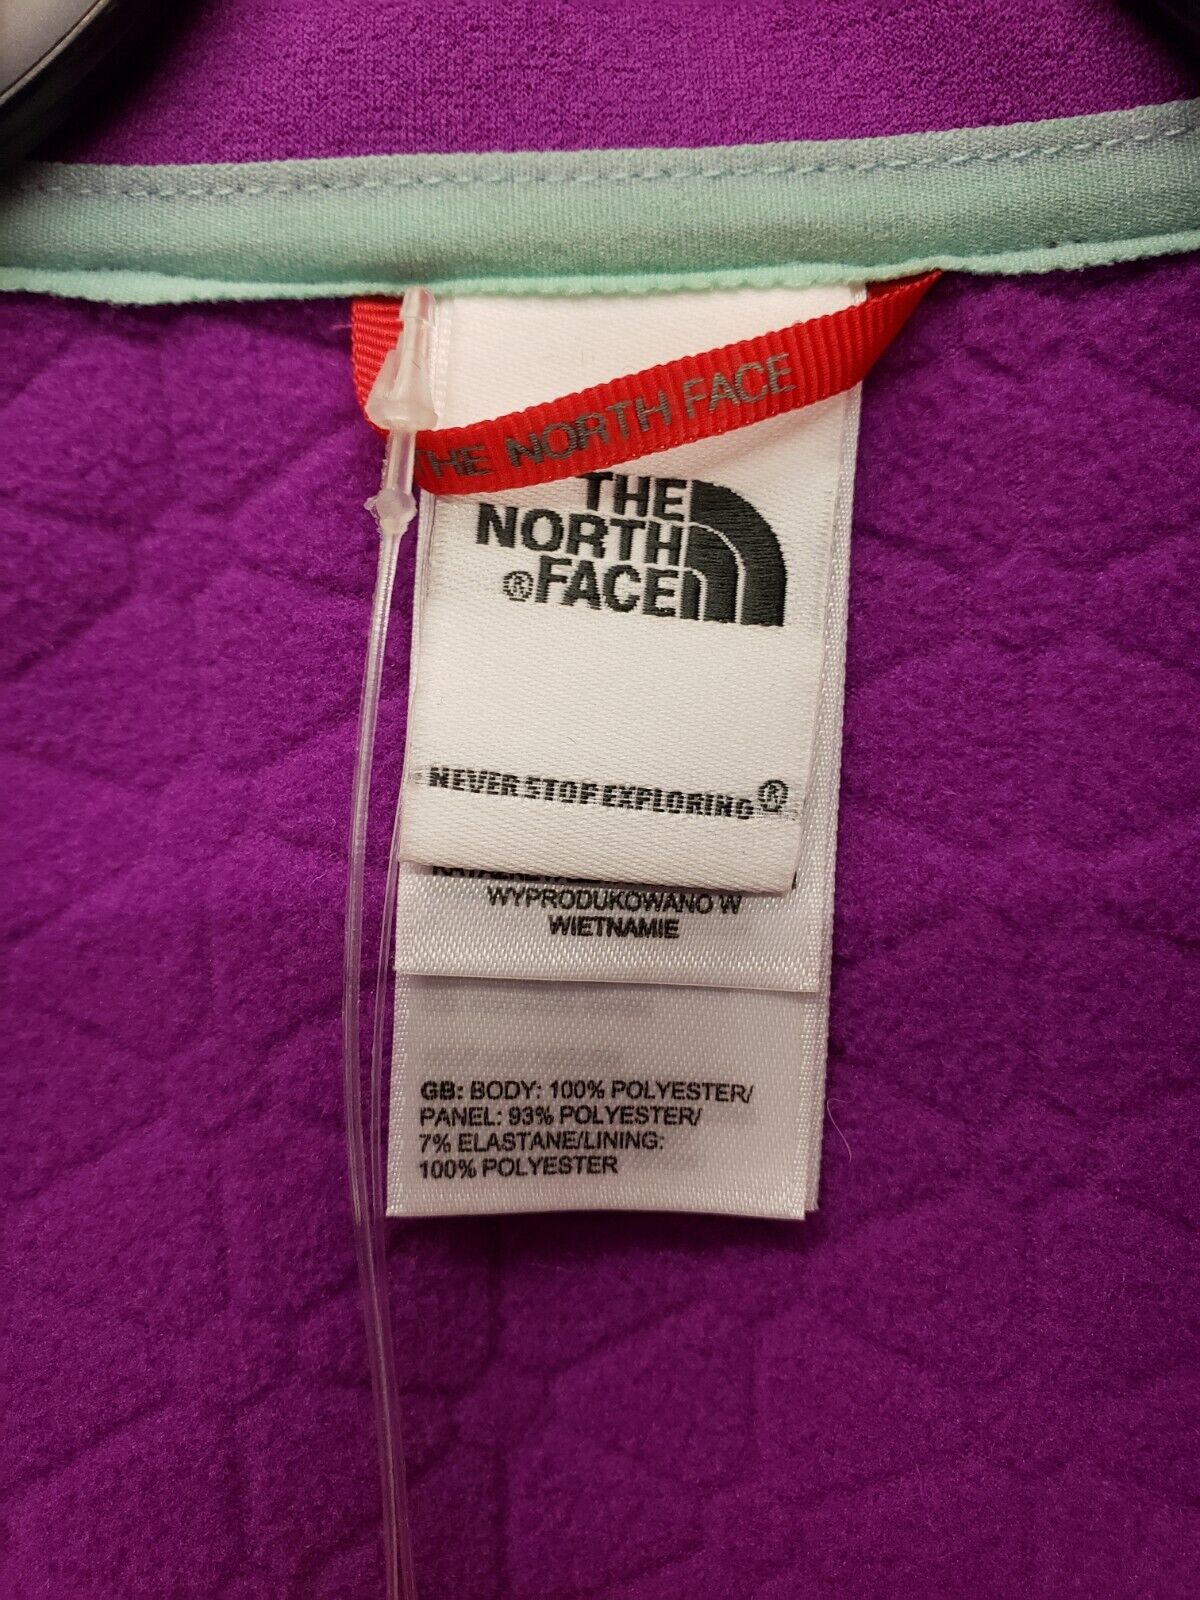 THE NORTH FACE
THE
NORTH
®FACE
NEVER STOP EXPLORING®
WYPRODUKOWANO W
WIETNAMIE
GB: BODY: 100% POLYESTER/
PANEL: 93% POLYESTER/
7% ELASTANE/LINING:
100% POLYESTER